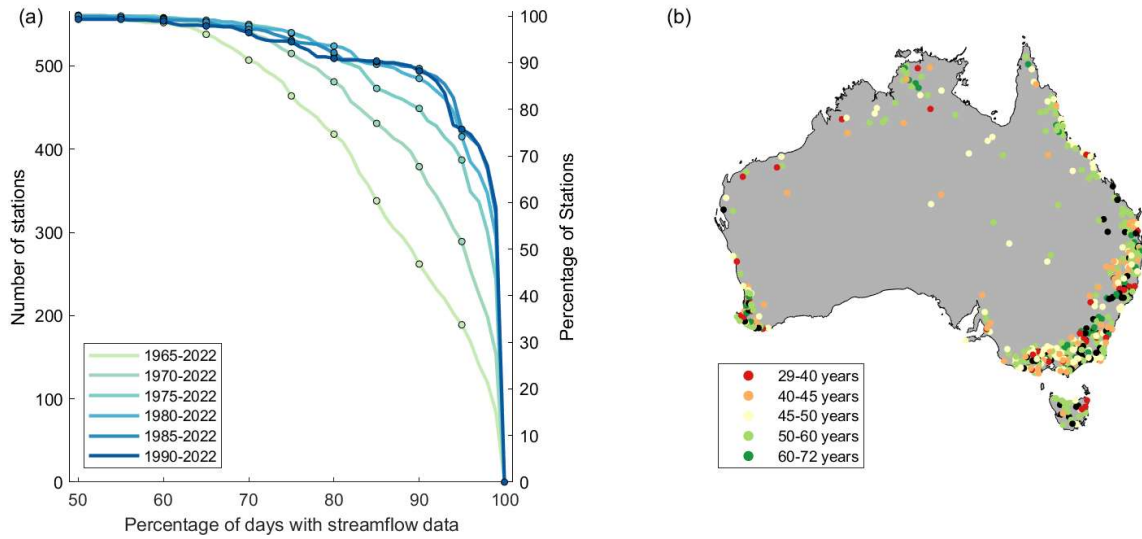 (a)
Number of stations
500
400
300
200
100
0
50 60 70 80 90 100
Percentage of days with streamflow data
100
90
80
70
60
50
40
30
20
10
0
Percentage of Stations
1965-2022
1970-2022
1975-2022
1980-2022
1985-2022
1990-2022
(b)
29-40 years
40-45 years
45-50 years
50-60 years
60-72 years